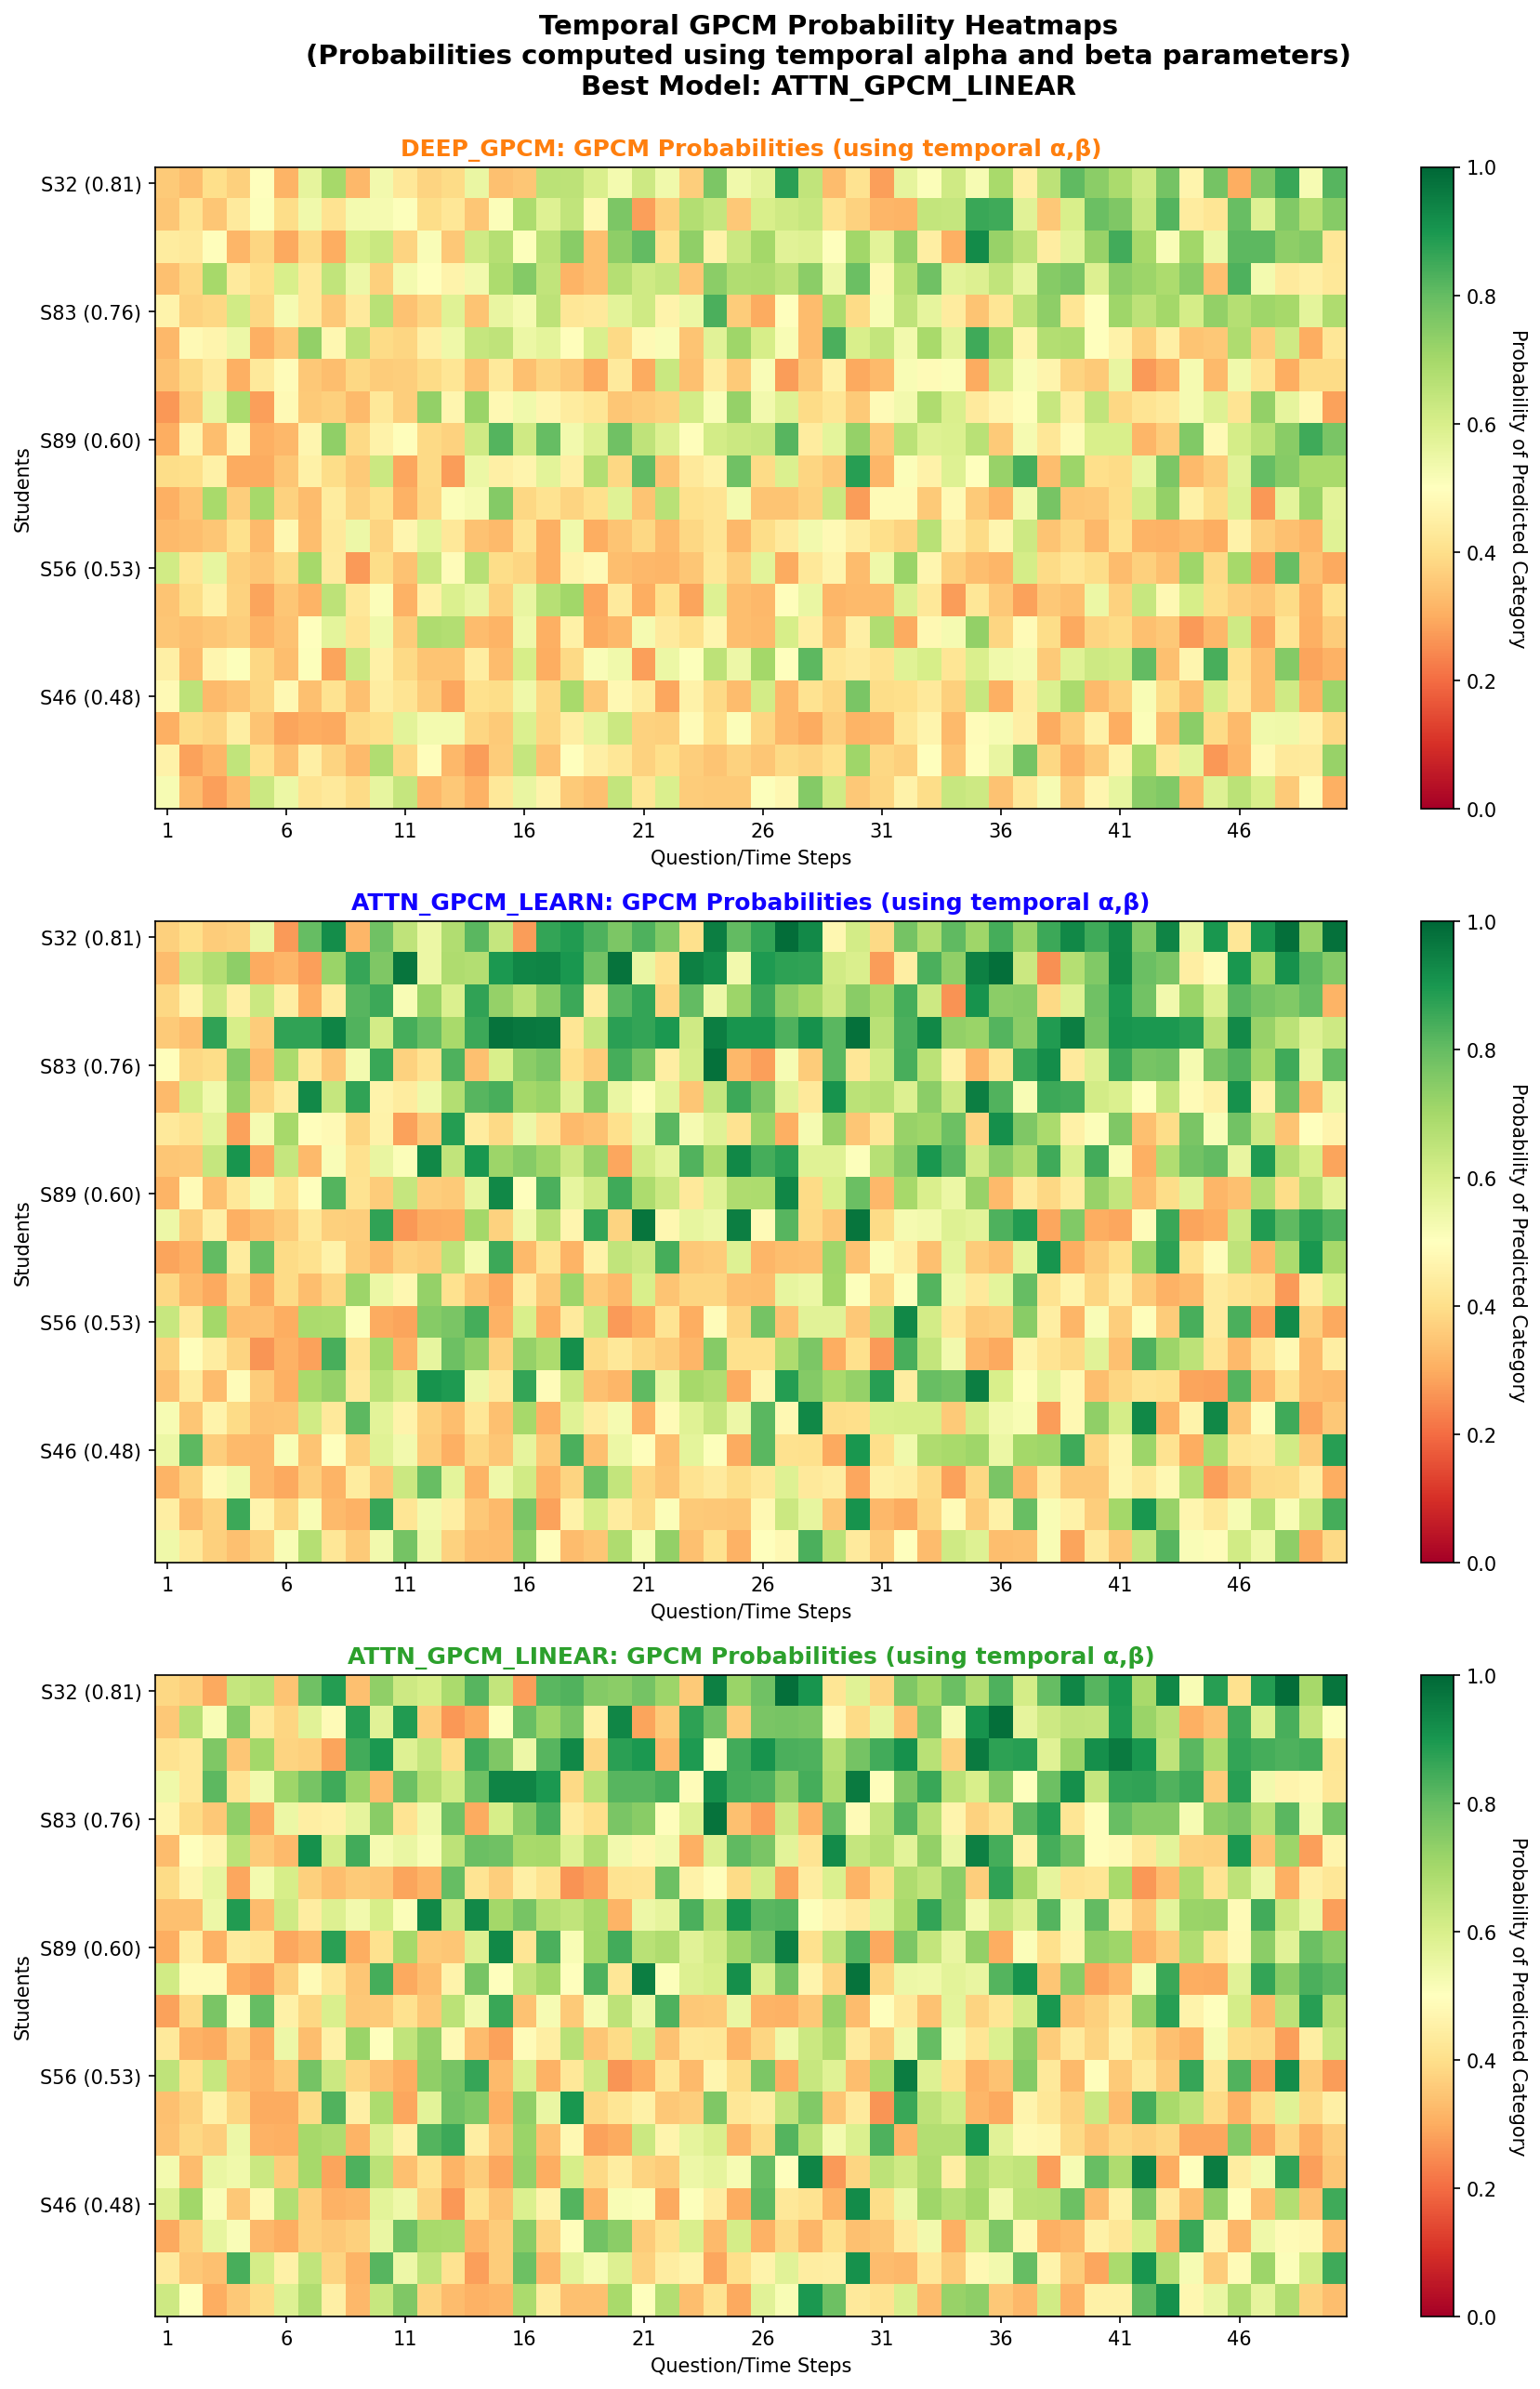 Temporal GPCM Probability Heatmaps
(Probabilities computed using temporal alpha and beta parameters)
Best Model: ATTN_GPCM_LINEAR
DEEP_GPCM: GPCM Probabilities (using temporal α,β)
Students
S32 (0.81)
S83 (0.76)
S89 (0.60)
S56 (0.53)
S46 (0.48)
1 6 11 16 21 26 31 36 41 46
Question/Time Steps
1.0
0.8
0.6
0.4
0.2
0.0
Probability of Predicted Category
ATTN_GPCM_LEARN: GPCM Probabilities (using temporal α,β)
Students
S32 (0.81)
S83 (0.76)
S89 (0.60)
S56 (0.53)
S46 (0.48)
1 6 11 16 21 26 31 36 41 46
Question/Time Steps
1.0
0.8
0.6
0.4
0.2
0.0
Probability of Predicted Category
ATTN_GPCM_LINEAR: GPCM Probabilities (using temporal α,β)
Students
S32 (0.81)
S83 (0.76)
S89 (0.60)
S56 (0.53)
S46 (0.48)
1 6 11 16 21 26 31 36 41 46
Question/Time Steps
1.0
0.8
0.6
0.4
0.2
0.0
Probability of Predicted Category